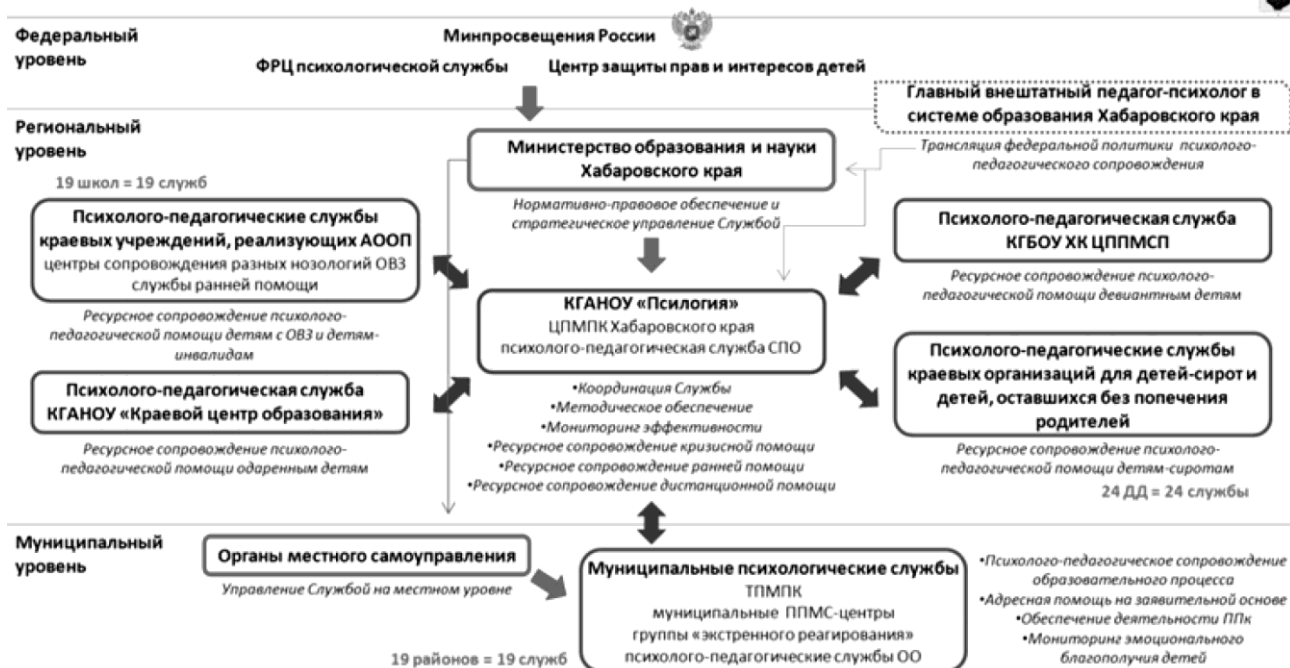 Федеральный
уровень
Минпросвещения России
ФРЦ психологической службы
Центр защиты прав и интересов детей
Главный внештатный педагог-психолог в
системе образования Хабаровского края
Трансляция федеральной политики психолого-
педагогического сопровождения
Региональный
уровень
Министерство образования и науки
Хабаровского края
Нормативно-правовое обеспечение и
стратегическое управление Службой
19 школ = 19 служб
Психолого-педагогические службы
краевых учреждений, реализующих АООП
центры сопровождения разных нозологий ОВЗ
службы ранней помощи
Ресурсное сопровождение психолого-
педагогической помощи детям с ОВЗ и детям-
инвалидам
Психолого-педагогическая служба
КГАНОУ «Краевой центр образования»
Ресурсное сопровождение психолого-
педагогической помощи одаренным детям
КГАНОУ «Псилогия»
ЦПМПК Хабаровского края
психолого-педагогическая служба СПО
•Координация Службы
•Методическое обеспечение
•Мониторинг эффективности
•Ресурсное сопровождение кризисной помощи
•Ресурсное сопровождение ранней помощи
•Ресурсное сопровождение дистанционной помощи
Психолого-педагогическая служба
КГБОУ ХК ЦППМСП
Ресурсное сопровождение психолого-
педагогической помощи девиантным детям
Психолого-педагогические службы
краевых организаций для детей-сирот и
детей, оставшихся без попечения
родителей
Ресурсное сопровождение психолого-
педагогической помощи детям-сиротам
24 ДД = 24 службы
Муниципальный
уровень
Органы местного самоуправления
Управление Службой на местном уровне
19 районов = 19 служб
Муниципальные психологические службы
ТПМПК
муниципальные ППМС-центры
группы «экстренного реагирования»
психолого-педагогические службы ОО
•Психолого-педагогическое сопровождение
образовательного процесса
•Адресная помощь на заявительной основе
•Обеспечение деятельности ППк
•Мониторинг эмоционального
благополучия детей